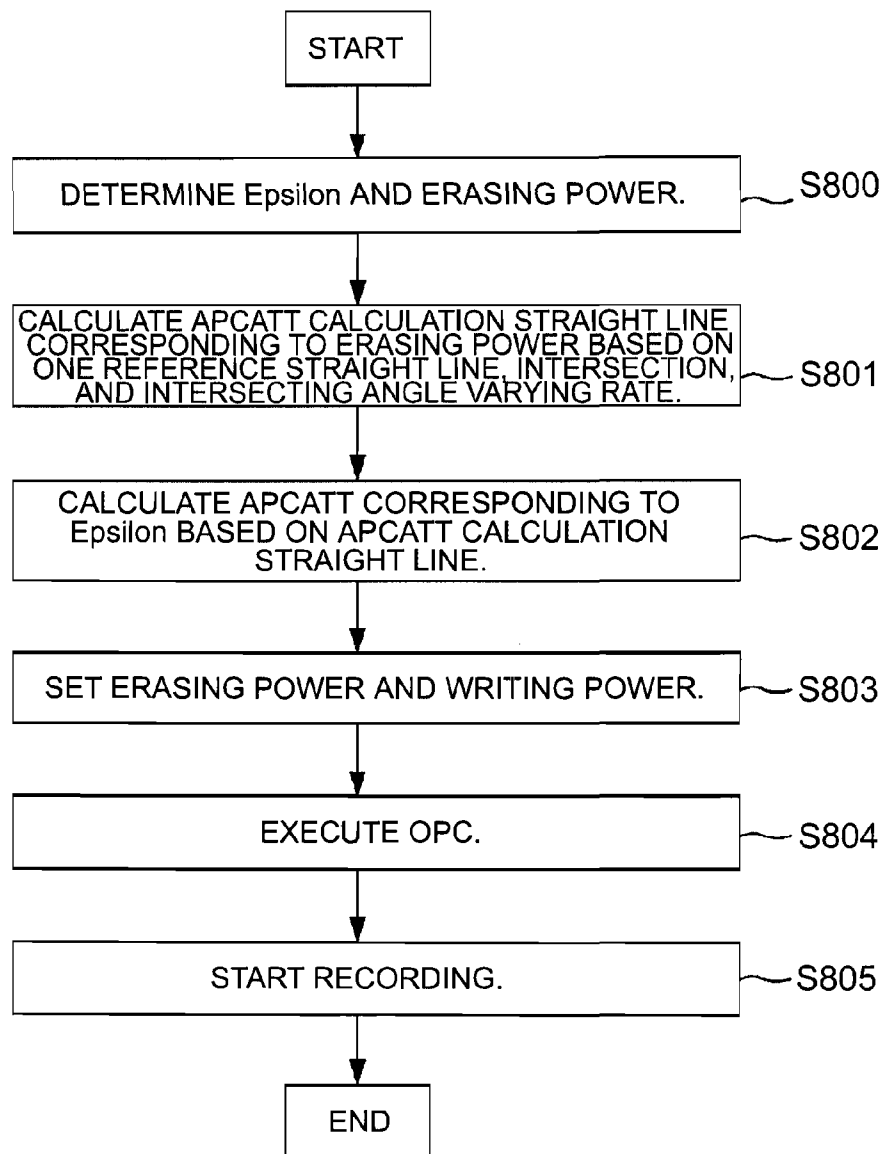 START
DETERMINE Epsilon AND ERASING POWER.
S800
CALCULATE APCATT CALCULATION STRAIGHT LINE
CORRESPONDING TO ERASING POWER BASED ON
ONE REFERENCE STRAIGHT LINE, INTERSECTION,
AND INTERSECTING ANGLE VARYING RATE.
S801
CALCULATE APCATT CORRESPONDING TO
Epsilon BASED ON APCATT CALCULATION
STRAIGHT LINE.
S802
SET ERASING POWER AND WRITING POWER.
S803
EXECUTE OPC.
S804
START RECORDING.
S805
END